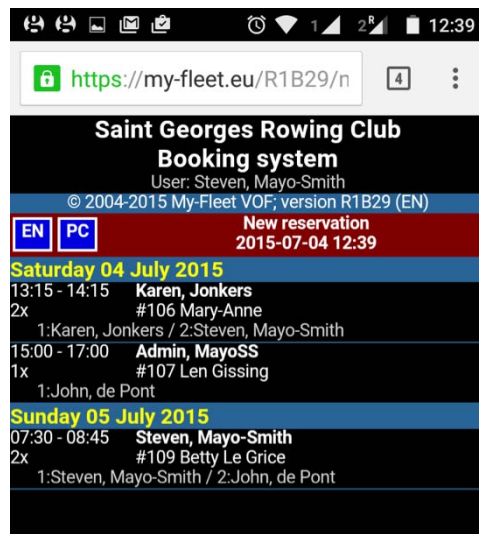 1 2 R 12:39
https://my-fleet.eu/R1B29/n 4
Saint Georges Rowing Club
Booking system
User: Steven, Mayo-Smith
© 2004-2015 My-Fleet VOF; version R1B29 (EN)
EN PC New reservation
2015-07-04 12:39
Saturday 04 July 2015
13:15 - 14:15 Karen, Jonkers
2x #106 Mary-Anne
1:Karen, Jonkers / 2:Steven, Mayo-Smith
15:00 - 17:00 Admin, MayoSS
1x #107 Len Gissing
1:John, de Pont
Sunday 05 July 2015
07:30 - 08:45 Steven, Mayo-Smith
2x #109 Betty Le Grice
1:Steven, Mayo-Smith / 2:John, de Pont